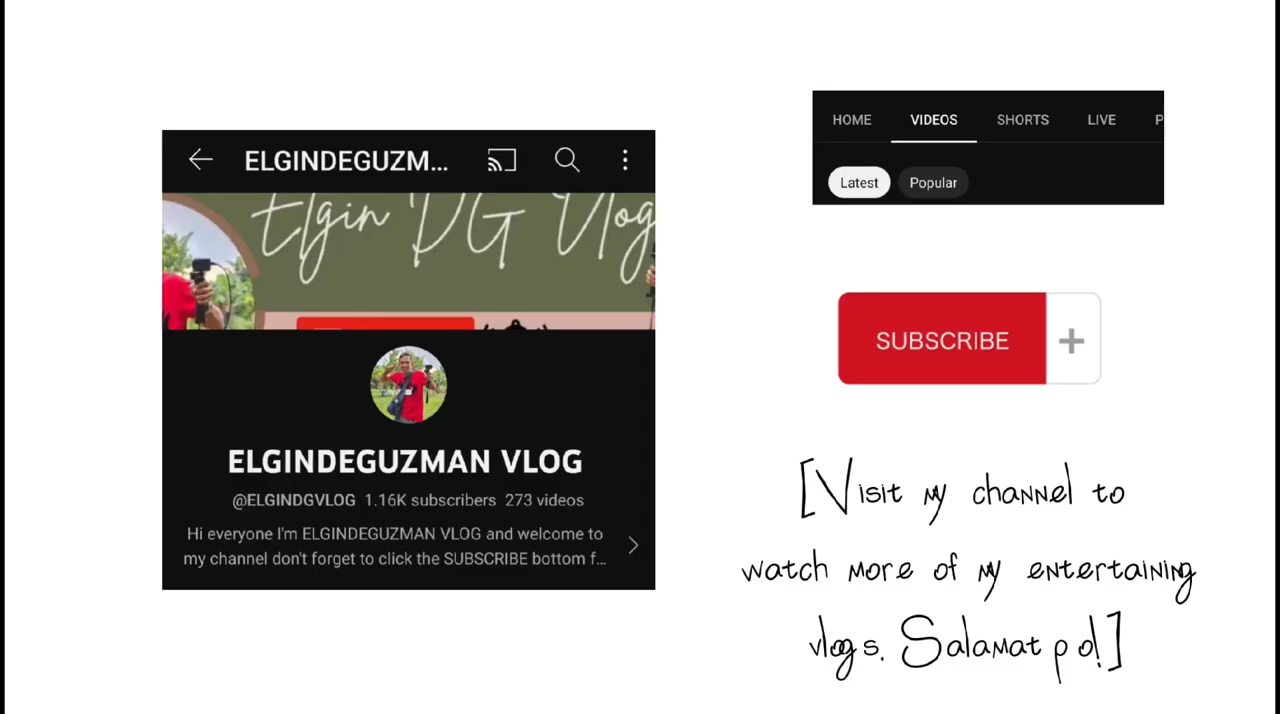 ELGINDEGUZM...
Elgin DG Vlog
ELGINDEGUZMAN VLOG
@ELGINDGVLOG 1.16K subscribers 273 videos
Hi everyone I'm ELGINDEGUZMAN VLOG and welcome to
my channel don't forget to click the SUBSCRIBE bottom f...
HOME VIDEOS SHORTS LIVE P
Latest Popular
SUBSCRIBE +
[Visit my channel to
watch more of my entertaining
vlogs. Salamat po!]